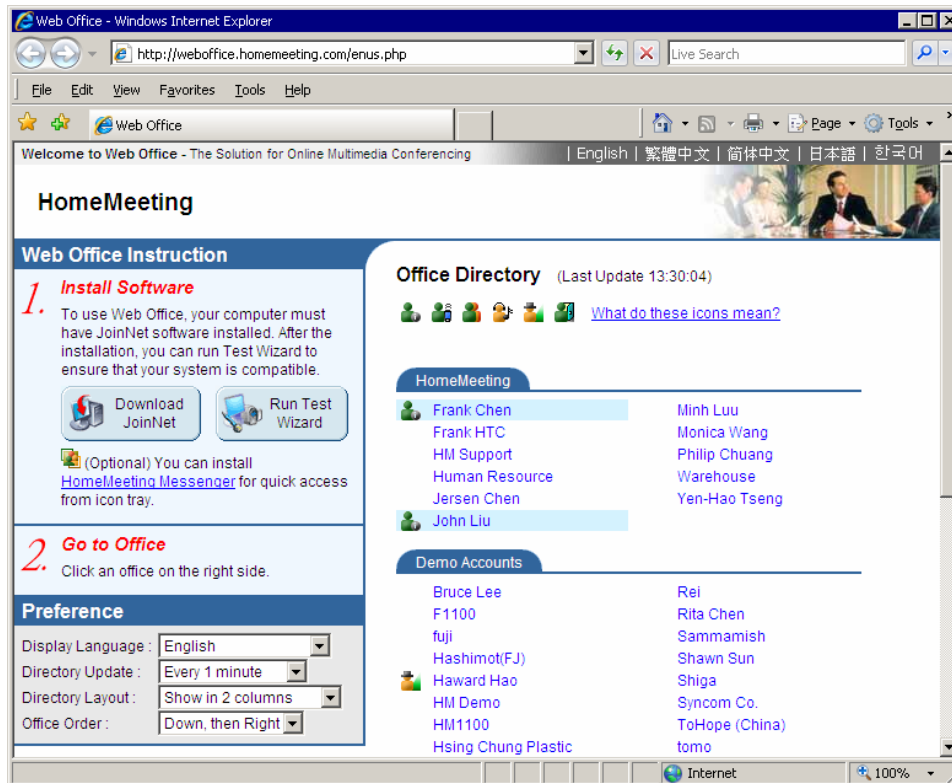 Web Office - Windows Internet Explorer
http://weboffice.homemeeting.com/enus.php
Live Search
File Edit View Favorites Tools Help
Web Office
Page Tools
Welcome to Web Office - The Solution for Online Multimedia Conferencing
| English | 繁體中文 | 简体中文 | 日本語 | 한국어
HomeMeeting
Web Office Instruction
1. Install Software
To use Web Office, your computer must
have JoinNet software installed. After the
installation, you can run Test Wizard to
ensure that your system is compatible.
Download
JoinNet
Run Test
Wizard
(Optional) You can install
HomeMeeting Messenger for quick access
from icon tray.
2. Go to Office
Click an office on the right side.
Preference
Display Language : English
Directory Update : Every 1 minute
Directory Layout : Show in 2 columns
Office Order : Down, then Right
Office Directory (Last Update 13:30:04)
What do these icons mean?
HomeMeeting
Frank Chen
Frank HTC
HM Support
Human Resource
Jersen Chen
John Liu
Minh Luu
Monica Wang
Philip Chuang
Warehouse
Yen-Hao Tseng
Demo Accounts
Bruce Lee
F1100
fuji
Hashimot(FJ)
Haward Hao
HM Demo
HM1100
Hsing Chung Plastic
Rei
Rita Chen
Sammamish
Shawn Sun
Shiga
Syncom Co.
ToHope (China)
tomo
Internet
100%